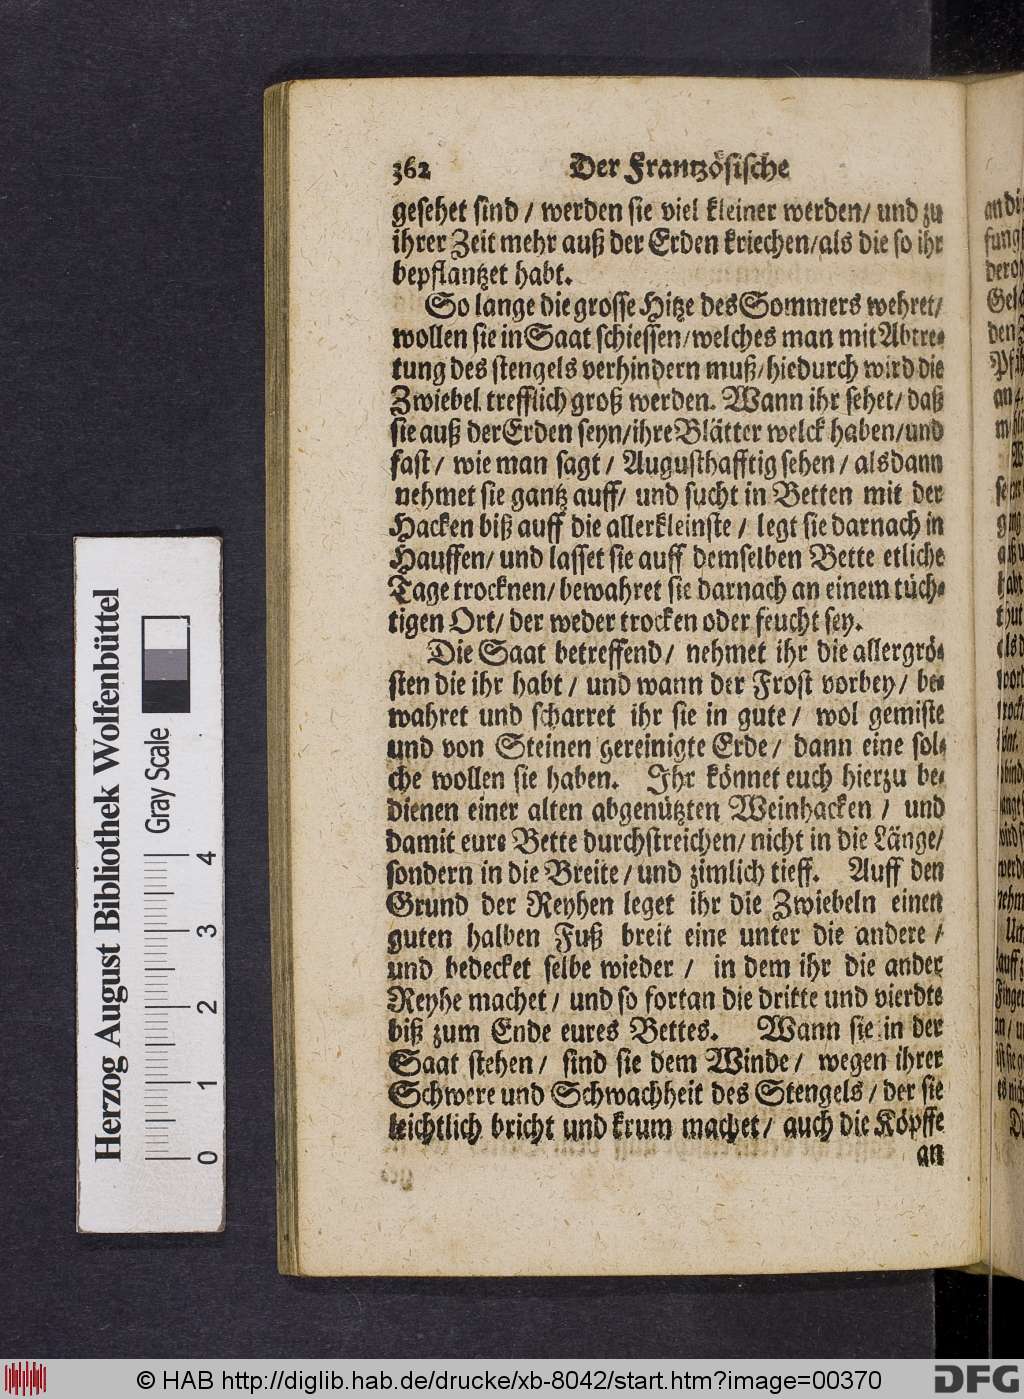 362 Der Frantzösische
gesehet sind / werden sie viel kleiner werden/ und zu
ihrer Zeit mehr auß der Erden kriechen/als die so ihr
bepflantzet habt.
So lange die grosse Hitze des Sommers wehret/
wollen sie in Saat schiessen/welches man mit Abtre-
tung des stengels verhindern muß/hiedurch wird die
Zwiebel trefflich groß werden. Wann ihr sehet/ daß
sie auß der Erden seyn/ihre Blätter welck haben/und
fast / wie man sagt / Augusthafftig sehen / alsdann
nehmet sie gantz auff/ und sucht in Betten mit der
Hacken biß auff die allerkleinste / legt sie darnach in
Hauffen/ und lasset sie auff demselben Bette etliche
Tage trocknen/ bewahret sie darnach an einem tüch-
tigen Ort/ der weder trocken oder feucht sey.
Die Saat betreffend/ nehmet ihr die allergrö-
sten die ihr habt / und wann der Frost vorbey/ be-
wahret und scharret ihr sie in gute / wol gemiste
und von Steinen gereinigte Erde/ dann eine sol-
che wollen sie haben. Ihr könnet euch hierzu be-
dienen einer alten abgenützten Weinhacken / und
damit eure Bette durchstreichen/ nicht in die Länge/
sondern in die Breite / und zimlich tieff. Auff den
Grund der Reyhen leget ihr die Zwiebeln einen
guten halben Fuß breit eine unter die andere /
und bedecket selbe wieder / in dem ihr die ander
Reyhe machet / und so fortan die dritte und vierdte
biß zum Ende eures Bettes. Wann sie in der
Saat stehen / sind sie dem Winde / wegen ihrer
Schwere und Schwachheit des Stengels / der sie
leichtlich bricht und krum machet / auch die Köpffe
an
Herzog August Bibliothek Wolfenbüttel
Gray Scale
0 1 2 3 4
© HAB http://diglib.hab.de/drucke/xb-8042/start.htm?image=00370
DFG